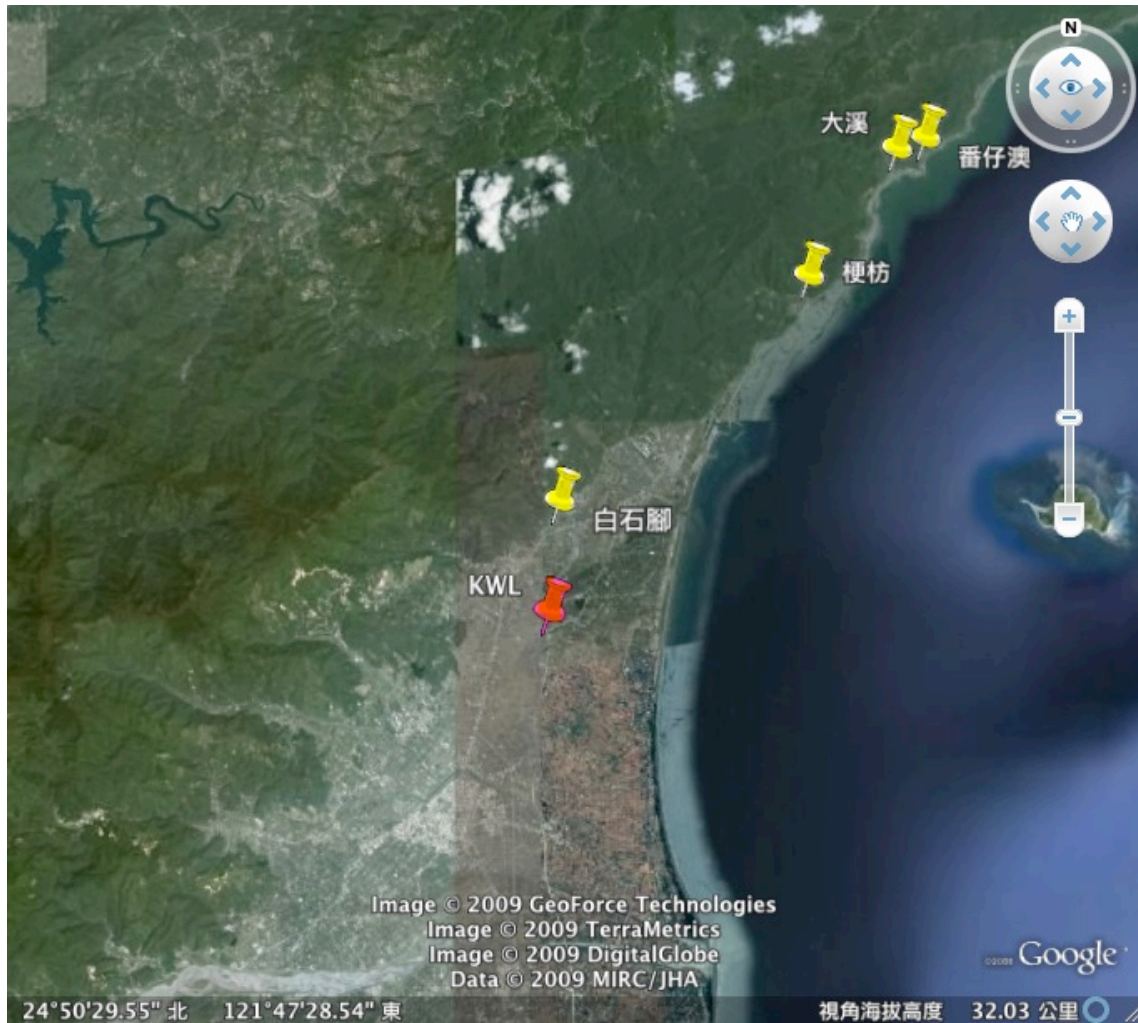 N
大溪
番仔澳
梗枋
白石腳
KWL
Image © 2009 GeoForce Technologies
Image © 2009 TerraMetrics
Image © 2009 DigitalGlobe
Data © 2009 MIRC/JHA
©2008 Google
24°50'29.55" 北 121°47'28.54" 東 視角海拔高度 32.03 公里